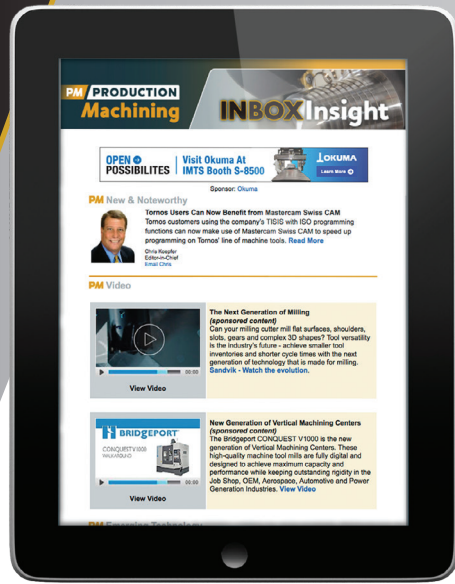 PM PRODUCTION
Machining
INBOXInsight
OPEN
POSSIBILITES
Visit Okuma At
IMTS Booth S-8500
OKUMA
Learn More
Sponsor: Okuma
PM New & Noteworthy
Tornos Users Can Now Benefit from Mastercam Swiss CAM
Tornos customers using the company's TISIS with ISO programming
functions can now make use of Mastercam Swiss CAM to speed up
programming on Tornos' line of machine tools. Read More
Chris Koepfer
Editor-in-Chief
Email Chris
PM Video
The Next Generation of Milling
(sponsored content)
Can your milling cutter mill flat surfaces, shoulders,
slots, gears and complex 3D shapes? Tool versatility
is the industry's future - achieve smaller tool
inventories and shorter cycle times with the next
generation of technology that is made for milling.
Sandvik - Watch the evolution.
00:00
View Video
New Generation of Vertical Machining Centers
(sponsored content)
The Bridgeport CONQUEST V1000 is the new
generation of Vertical Machining Centers. These
high-quality machine tool mills are fully digital and
designed to achieve maximum capacity and
performance while keeping outstanding rigidity in the
Job Shop, OEM, Aerospace, Automotive and Power
Generation Industries. View Video
BRIDGEPORT
CONQUEST V1000
WALKAROUND
00:00
View Video
PM Emerging Technology